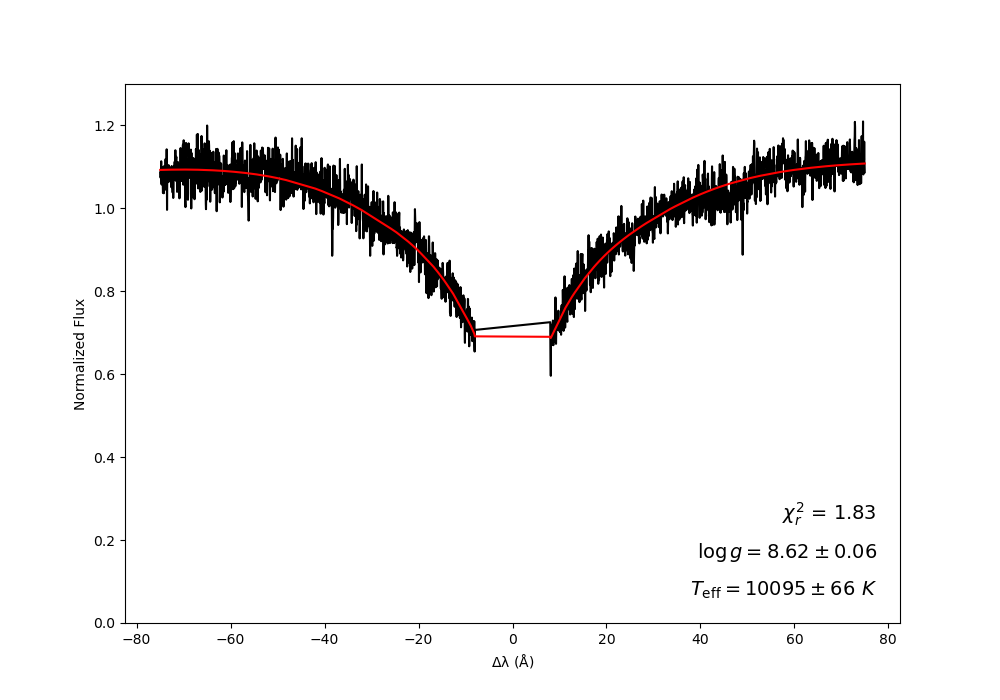 1.2
1.0
0.8
0.6
0.4
0.2
0.0
Normalized Flux
χ²ᵣ = 1.83
log g = 8.62 ± 0.06
T_eff = 10095 ± 66 K
−80 −60 −40 −20 0 20 40 60 80
Δλ (Å)